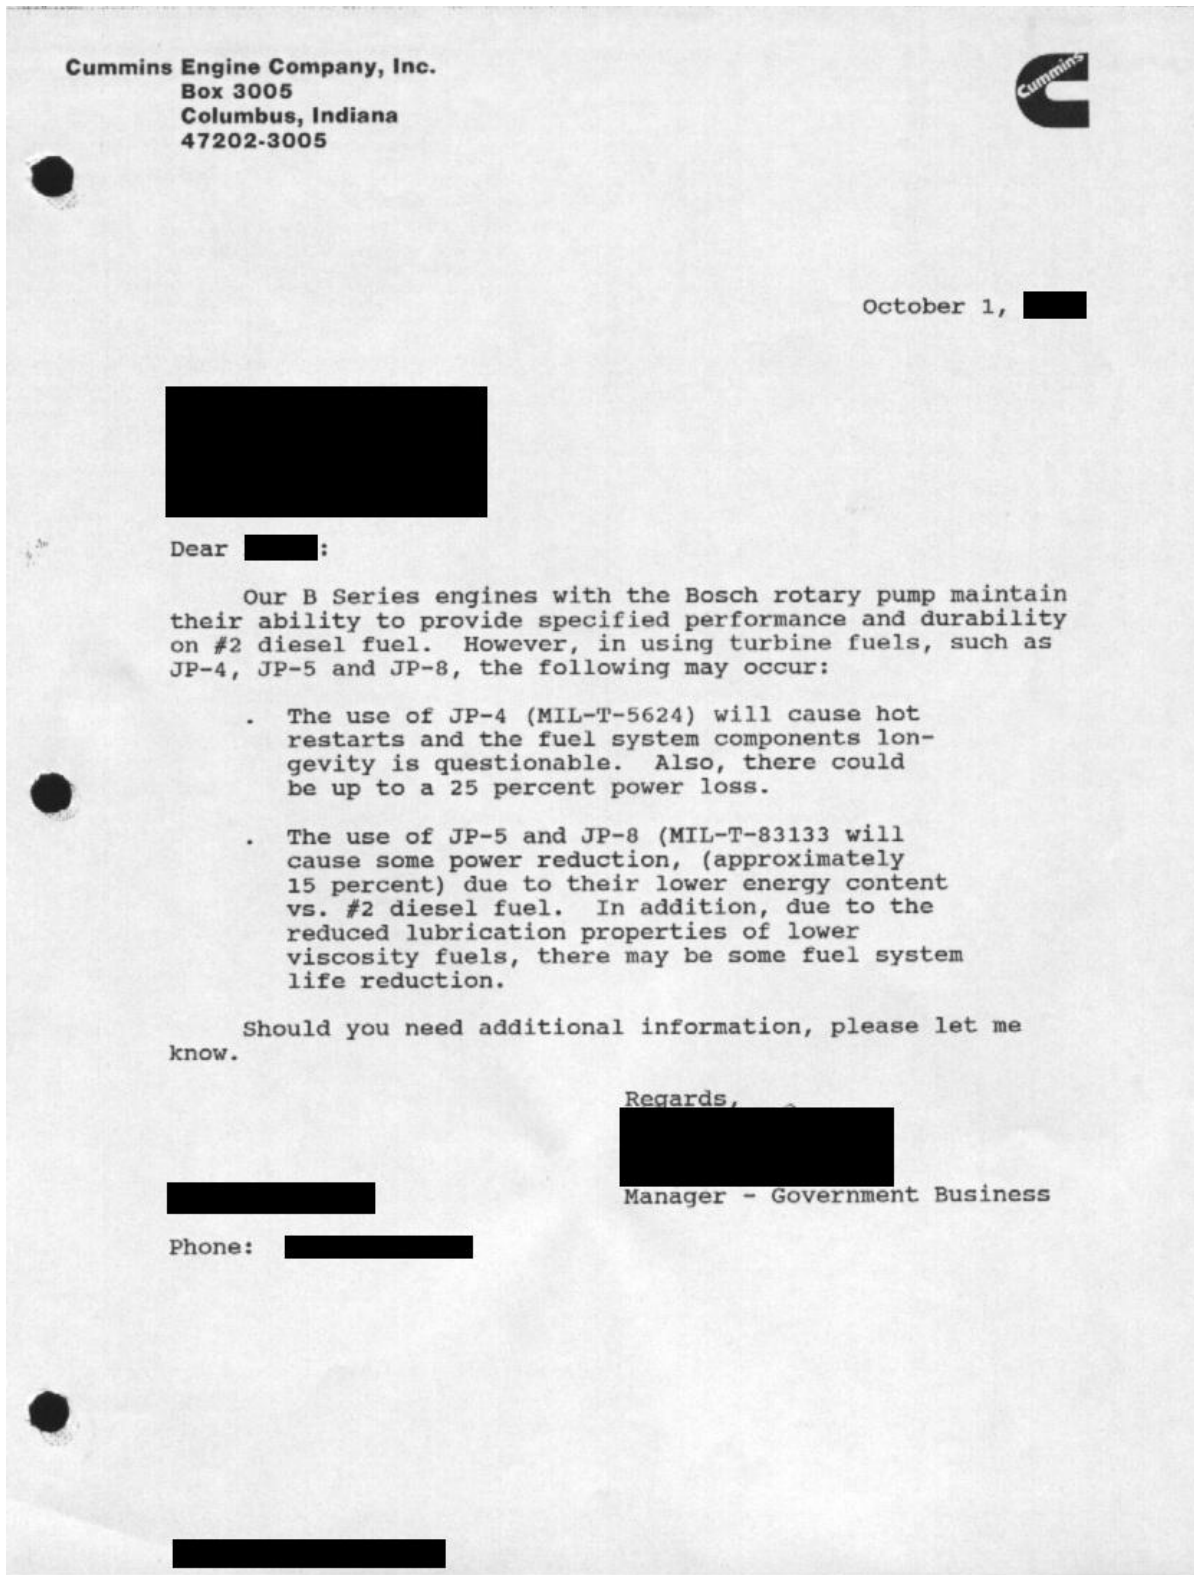 Cummins Engine Company, Inc.
Box 3005
Columbus, Indiana
47202-3005
Cummins
October 1,
Dear :
Our B Series engines with the Bosch rotary pump maintain
their ability to provide specified performance and durability
on #2 diesel fuel. However, in using turbine fuels, such as
JP-4, JP-5 and JP-8, the following may occur:
. The use of JP-4 (MIL-T-5624) will cause hot
restarts and the fuel system components lon-
gevity is questionable. Also, there could
be up to a 25 percent power loss.
. The use of JP-5 and JP-8 (MIL-T-83133 will
cause some power reduction, (approximately
15 percent) due to their lower energy content
vs. #2 diesel fuel. In addition, due to the
reduced lubrication properties of lower
viscosity fuels, there may be some fuel system
life reduction.
Should you need additional information, please let me
know.
Regards,
Manager - Government Business
Phone: